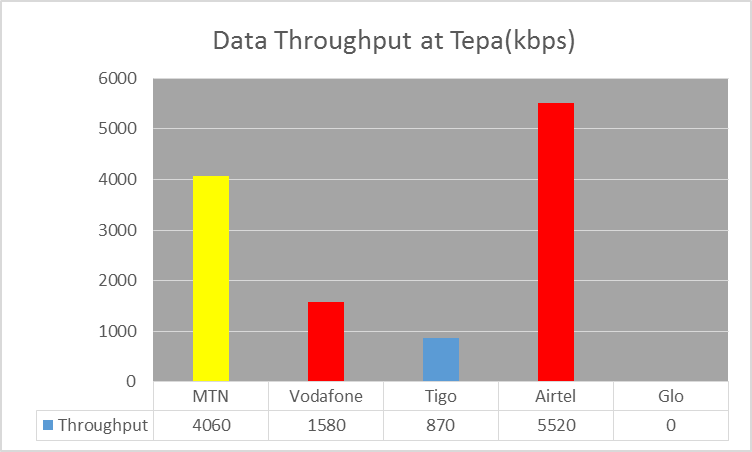 Data Throughput at Tepa(kbps)
6000
5000
4000
3000
2000
1000
0
MTN Vodafone Tigo Airtel Glo
Throughput 4060 1580 870 5520 0